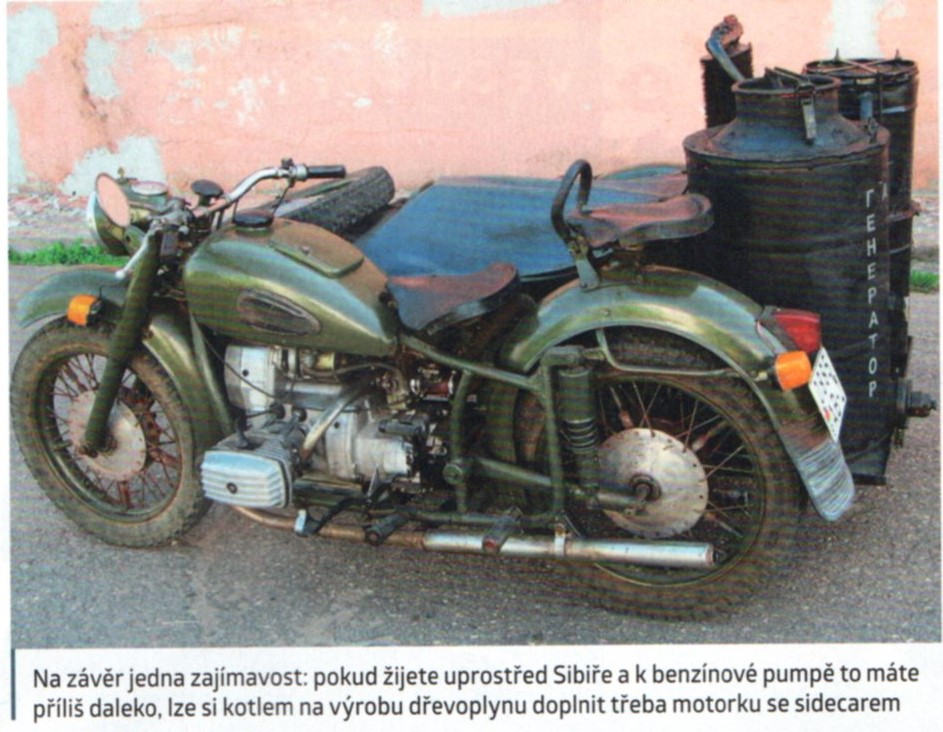 ГЕНЕРАТОР
Na závěr jedna zajímavost: pokud žijete uprostřed Sibiře a k benzínové pumpě to máte
příliš daleko, lze si kotlem na výrobu dřevoplynu doplnit třeba motorku se sidecarem